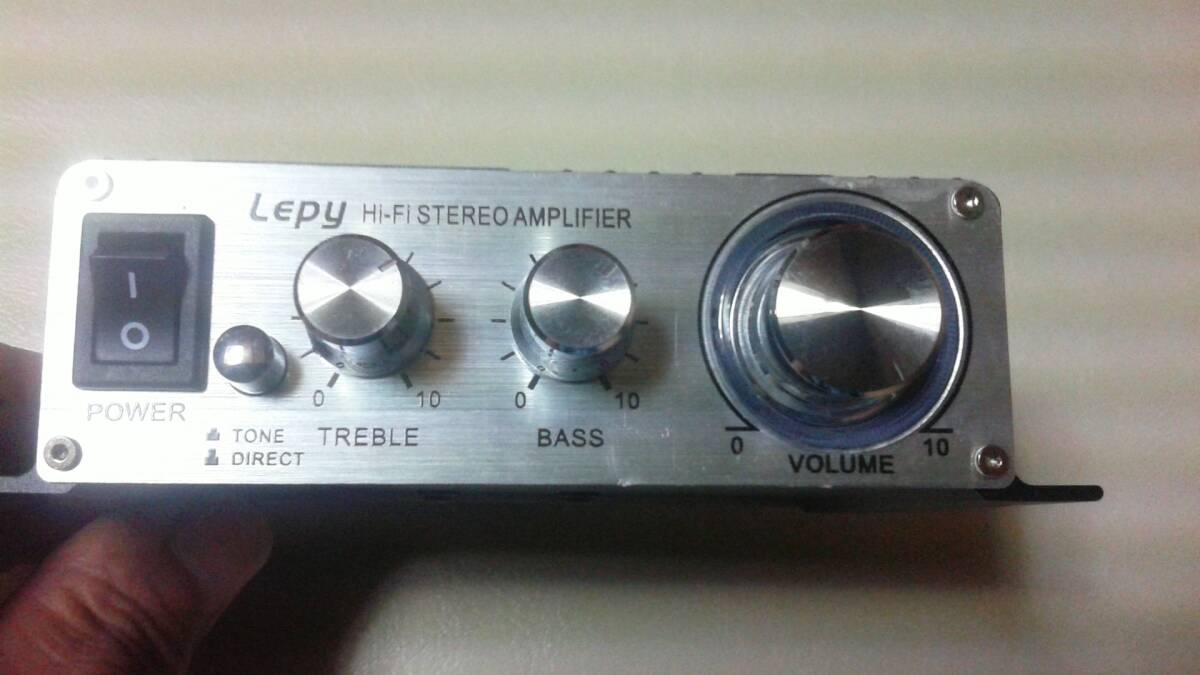 Lepy Hi-Fi STEREO AMPLIFIER
I
O
POWER
0 10
TREBLE
0 10
BASS
0 10
VOLUME
TONE
DIRECT